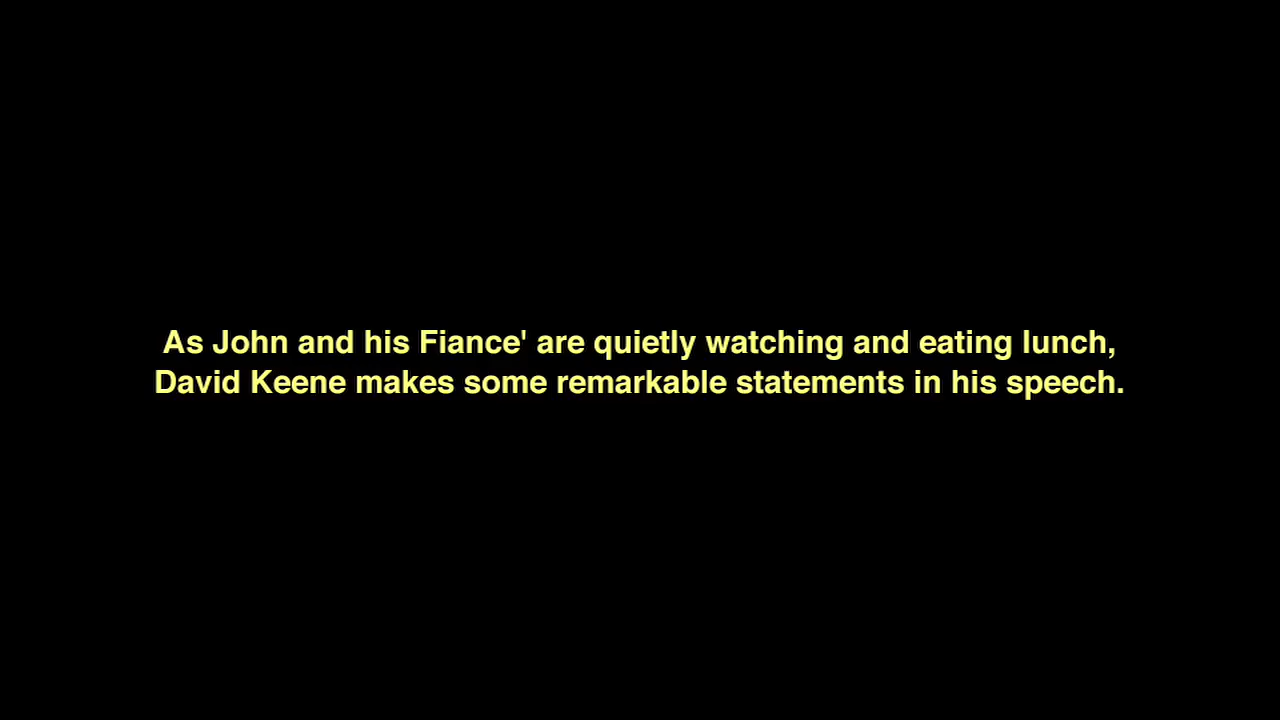 As John and his Fiance' are quietly watching and eating lunch,
David Keene makes some remarkable statements in his speech.